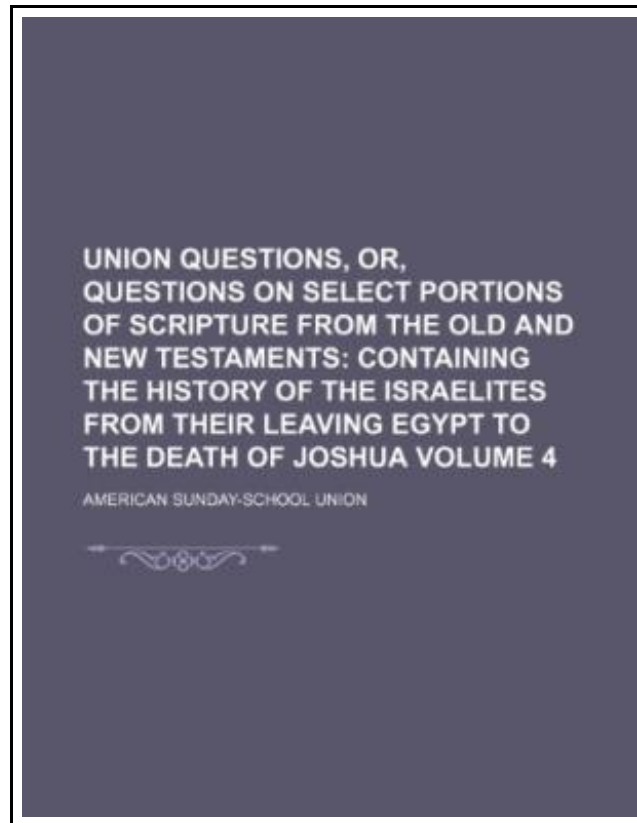 UNION QUESTIONS, OR,
QUESTIONS ON SELECT PORTIONS
OF SCRIPTURE FROM THE OLD AND
NEW TESTAMENTS: CONTAINING
THE HISTORY OF THE ISRAELITES
FROM THEIR LEAVING EGYPT TO
THE DEATH OF JOSHUA VOLUME 4
AMERICAN SUNDAY-SCHOOL UNION